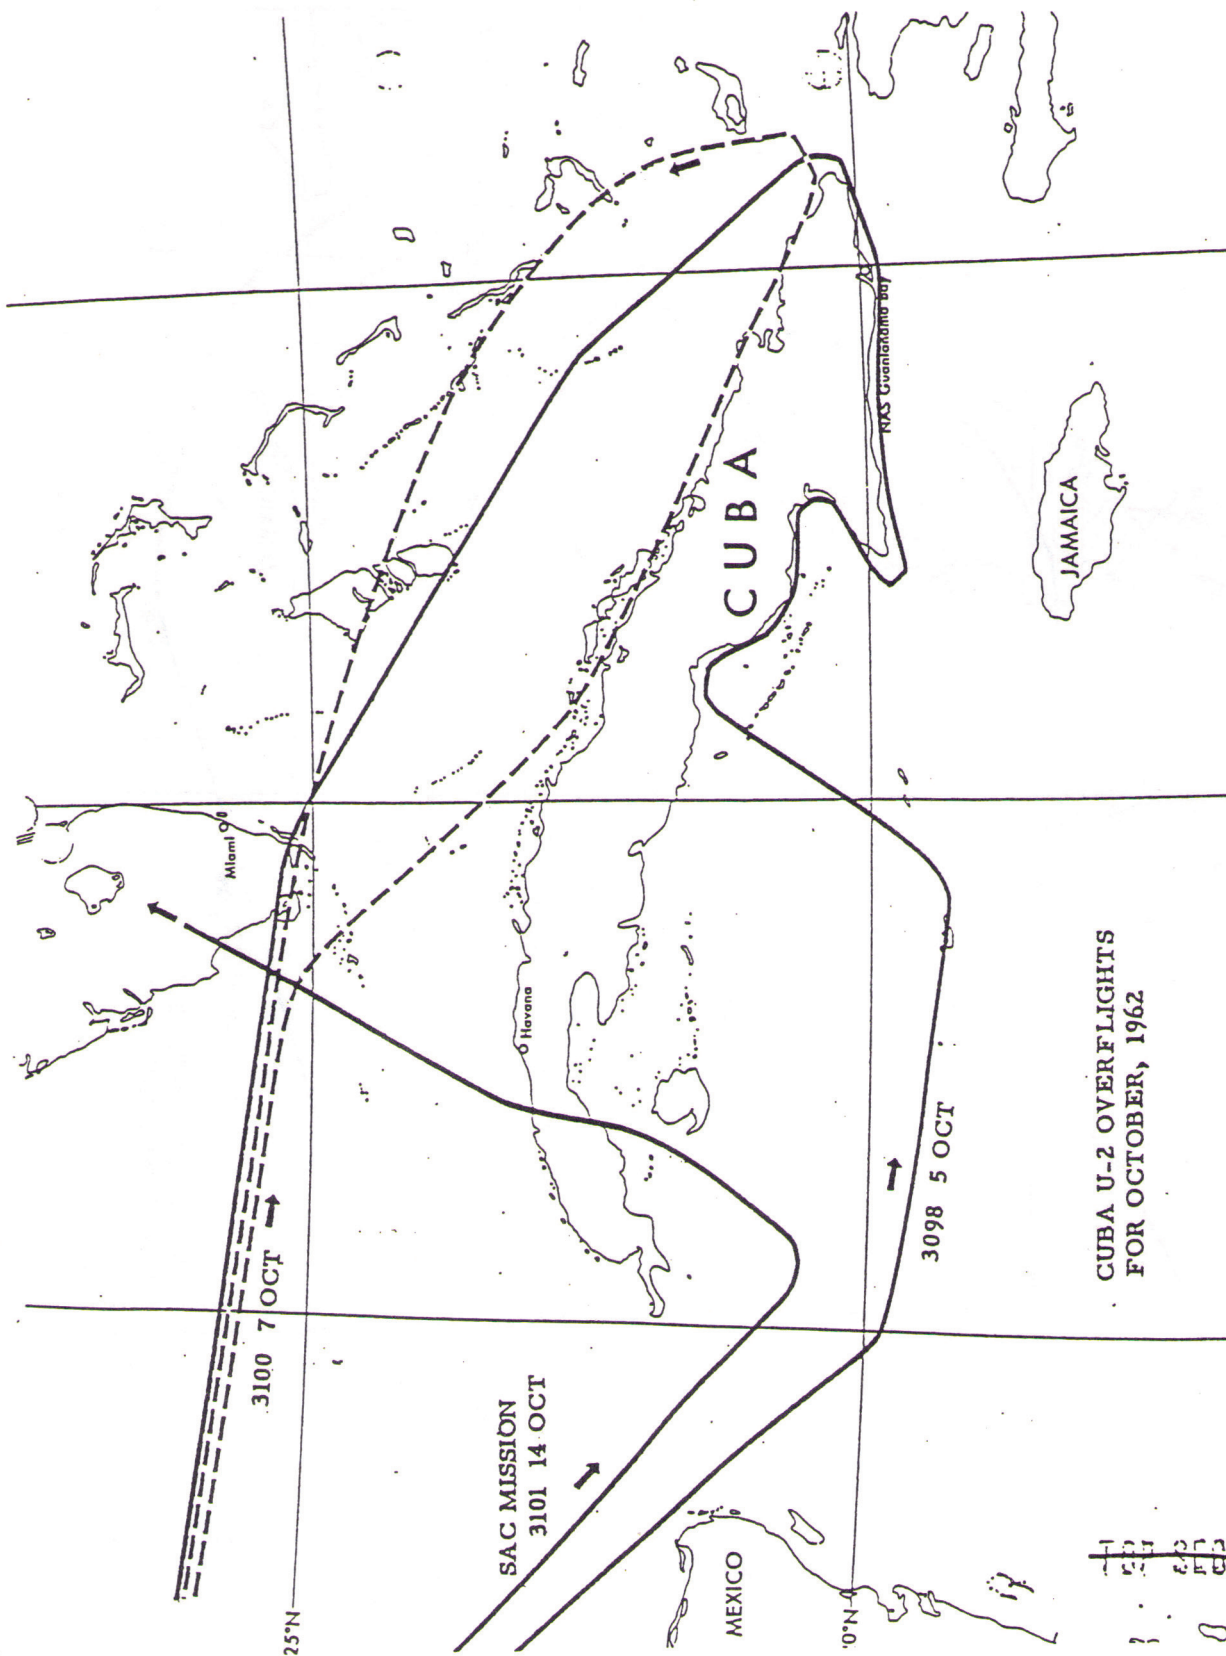 3100 7 OCT
Miami
25°N
SAC MISSION
3101 14 OCT
Havana
CUBA
NAS Guantanamo Bay
MEXICO
3098 5 OCT
JAMAICA
0°N
CUBA U-2 OVERFLIGHTS
FOR OCTOBER, 1962